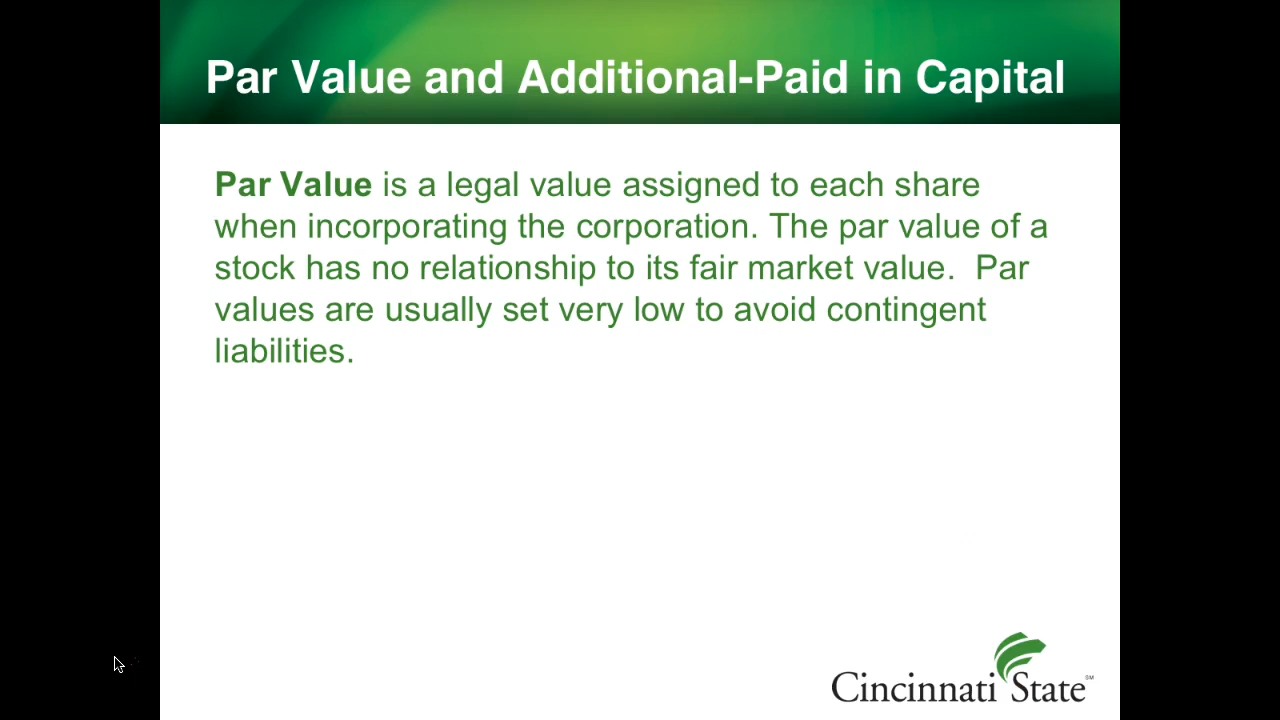 Par Value and Additional-Paid in Capital
Par Value is a legal value assigned to each share
when incorporating the corporation. The par value of a
stock has no relationship to its fair market value.  Par
values are usually set very low to avoid contingent
liabilities.
Cincinnati State℠